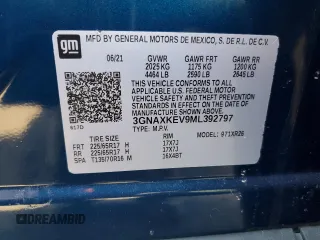 gm
MFD BY GENERAL MOTORS DE MEXICO, S. DE R.L. DE C.V.
06/21 GVWR GAWR FRT GAWR RR
2025 KG 1175 KG 1200 KG
4464 LB 2590 LB 2645 LB
THIS VEHICLE CONFORMS TO ALL APPLICABLE U.S. FEDERAL MOTOR VEHICLE SAFETY, BUMPER, AND THEFT PREVENTION STANDARDS IN EFFECT ON THE DATE OF MANUFACTURE SHOWN ABOVE.
3GNAXKEV9ML392797
617D TYPE: M.P.V. MODEL: 971XR26
TIRE SIZE RIM
FRT 225/65R17 H 17X7J
RR 225/65R17 H 17X7J
SPA T135/70R16 M 16X4BT